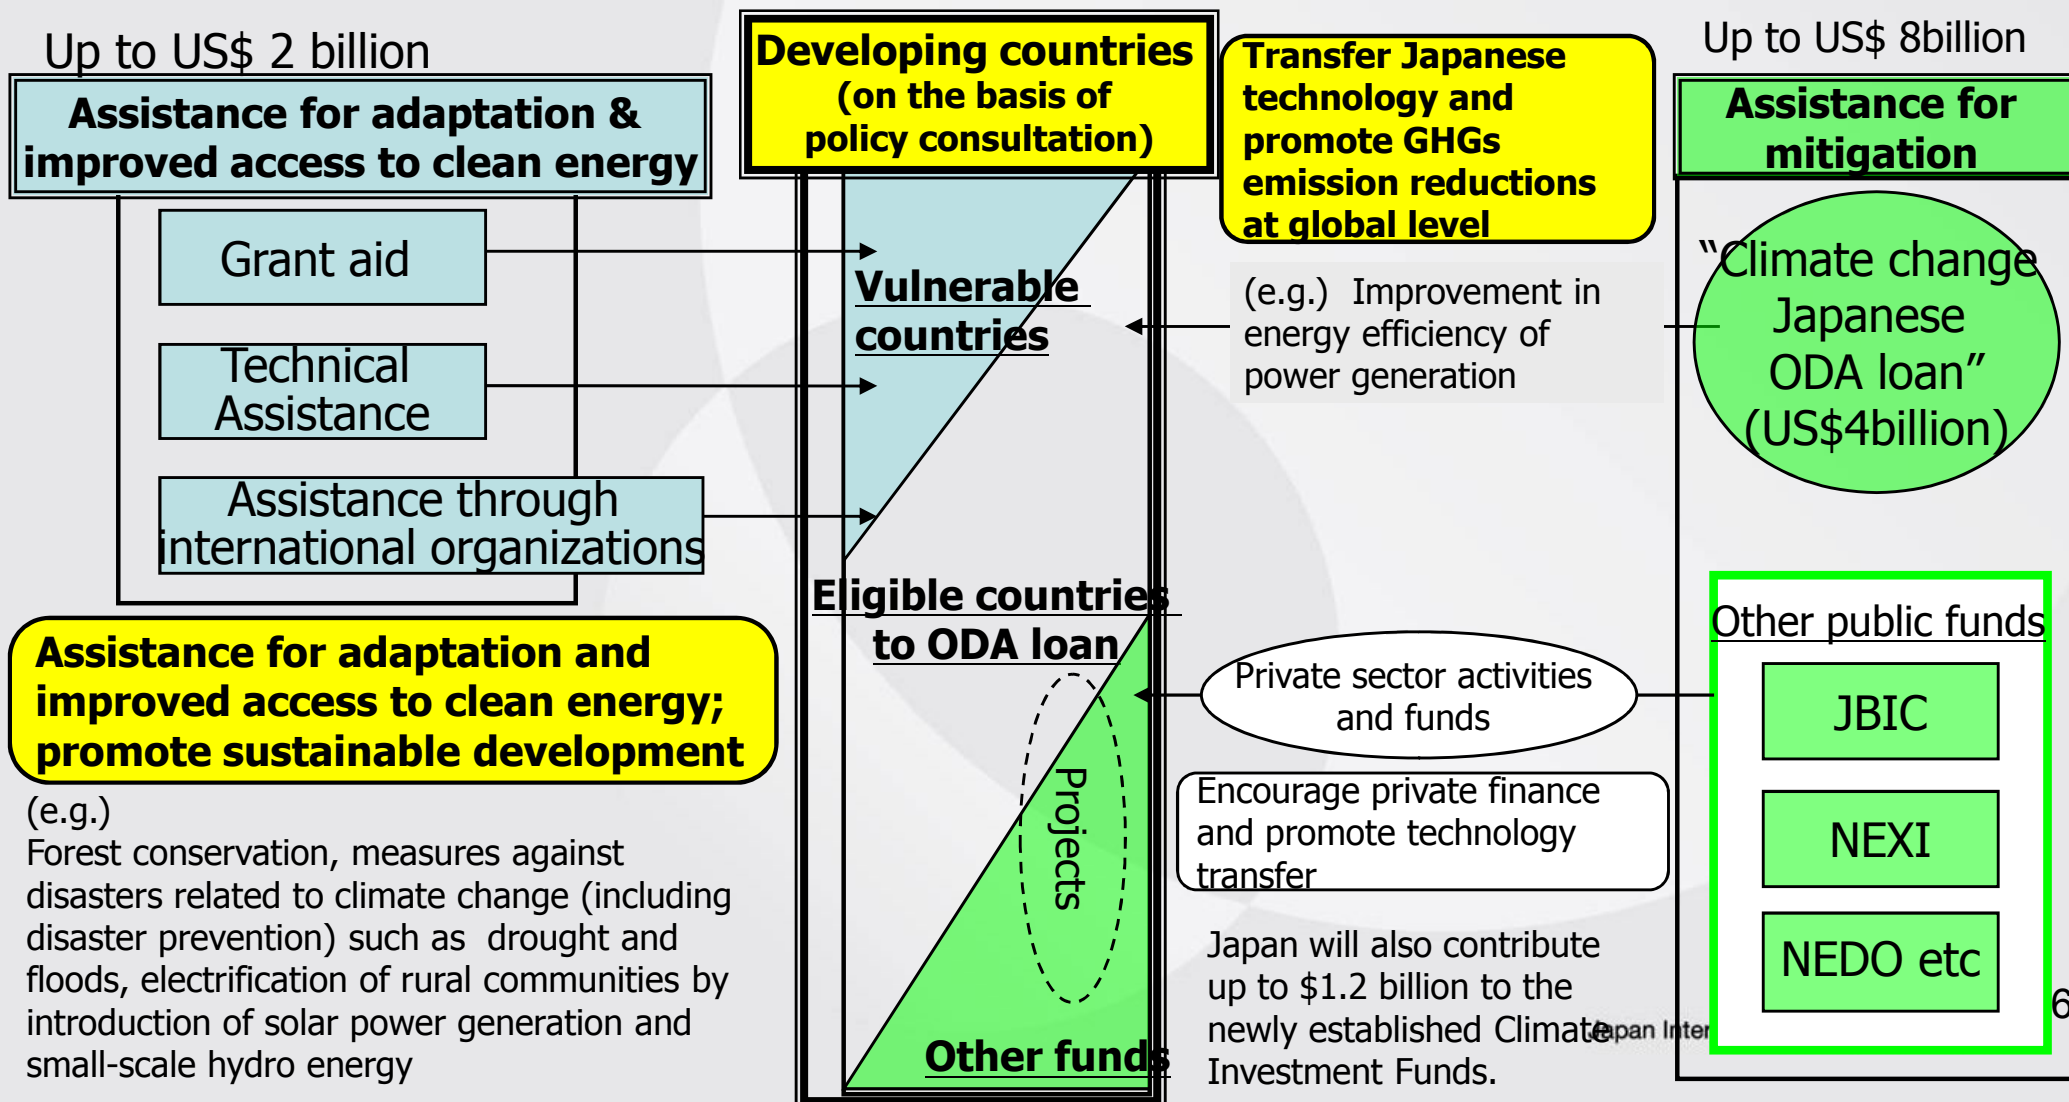 Up to US$ 2 billion
Assistance for adaptation &
improved access to clean energy
Grant aid
Technical
Assistance
Assistance through
international organizations
Assistance for adaptation and
improved access to clean energy;
promote sustainable development
(e.g.)
Forest conservation, measures against
disasters related to climate change (including
disaster prevention) such as drought and
floods, electrification of rural communities by
introduction of solar power generation and
small-scale hydro energy
Developing countries
(on the basis of
policy consultation)
Vulnerable
countries
Eligible countries
to ODA loan
Projects
Other funds
Transfer Japanese
technology and
promote GHGs
emission reductions
at global level
(e.g.) Improvement in
energy efficiency of
power generation
Private sector activities
and funds
Encourage private finance
and promote technology
transfer
Japan will also contribute
up to $1.2 billion to the
newly established Climate
Investment Funds.
Up to US$ 8billion
Assistance for
mitigation
“Climate change
Japanese
ODA loan”
(US$4billion)
Other public funds
JBIC
NEXI
NEDO etc
6
Japan Inter